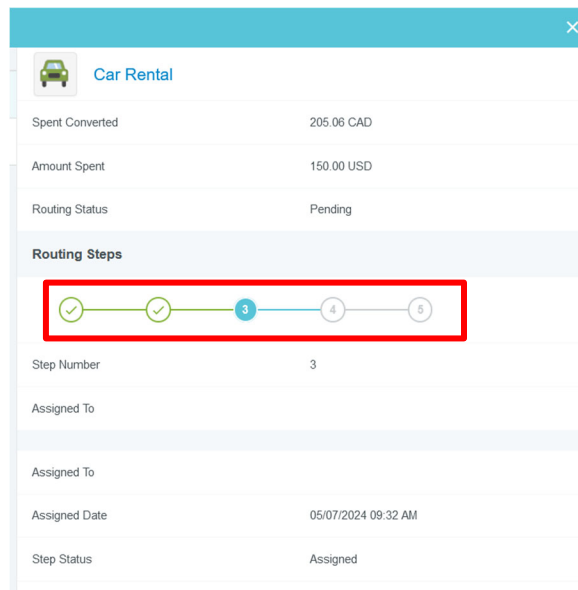 Car Rental
Spent Converted 205.06 CAD
Amount Spent 150.00 USD
Routing Status Pending
Routing Steps
3 4 5
Step Number 3
Assigned To
Assigned To
Assigned Date 05/07/2024 09:32 AM
Step Status Assigned